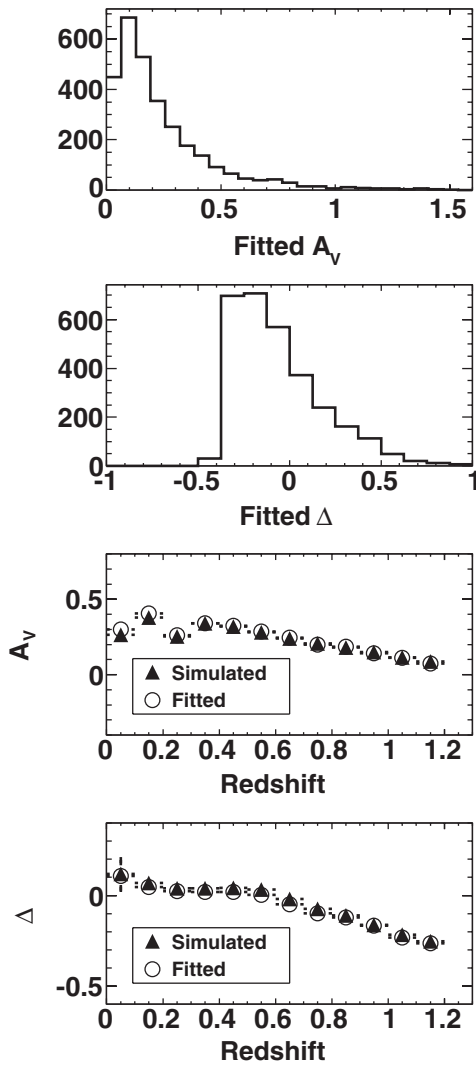 600
400
200
0
0 0.5 1 1.5
Fitted A_V
600
400
200
0
-1 -0.5 0 0.5 1
Fitted Δ
0.5
0
A_V
▲ Simulated
○ Fitted
0 0.2 0.4 0.6 0.8 1 1.2
Redshift
0
-0.5
Δ
▲ Simulated
○ Fitted
0 0.2 0.4 0.6 0.8 1 1.2
Redshift